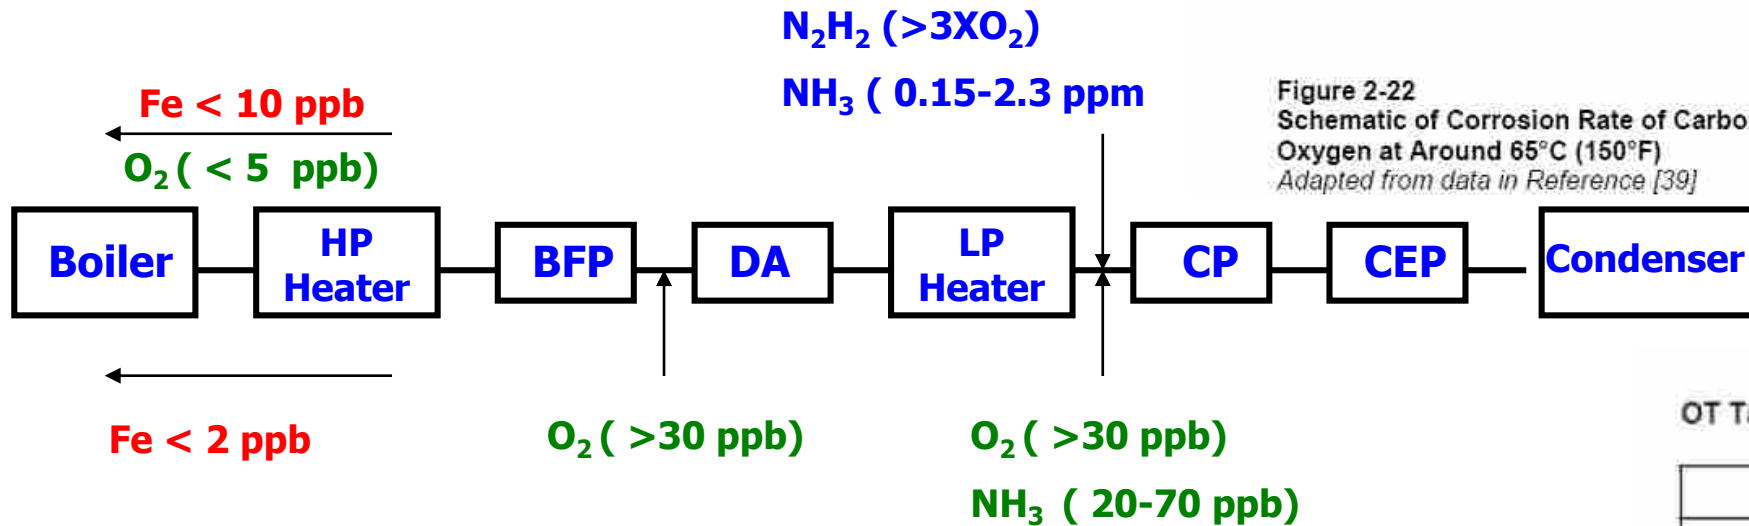 N₂H₂ (>3XO₂)
NH₃ ( 0.15-2.3 ppm
Figure 2-22
Schematic of Corrosion Rate of Carbo
Oxygen at Around 65°C (150°F)
Adapted from data in Reference [39]
Fe < 10 ppb
O₂ ( < 5 ppb)
Boiler
HP
Heater
BFP
DA
LP
Heater
CP
CEP
Condenser
Fe < 2 ppb
O₂ ( >30 ppb)
O₂ ( >30 ppb)
NH₃ ( 20-70 ppb)
OT Ta